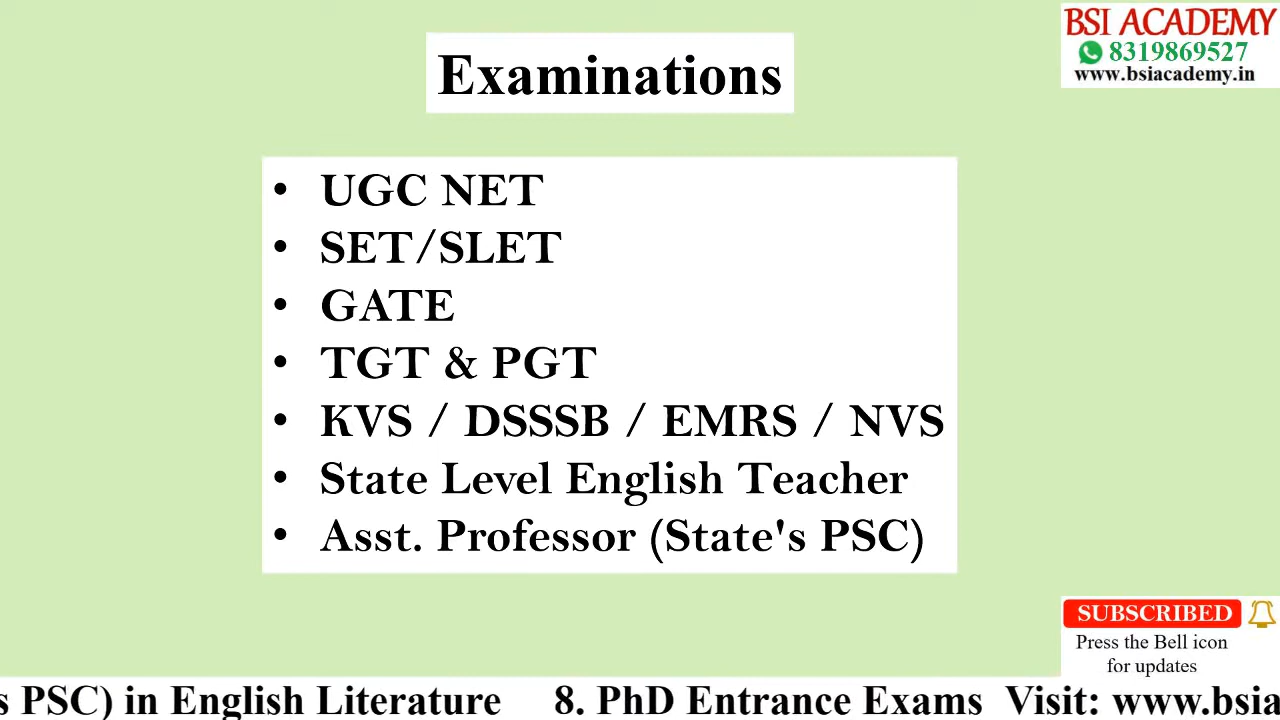 BSI ACADEMY
8319869527
www.bsiacademy.in
Examinations
• UGC NET
• SET/SLET
• GATE
• TGT & PGT
• KVS / DSSSB / EMRS / NVS
• State Level English Teacher
• Asst. Professor (State's PSC)
SUBSCRIBED
Press the Bell icon
for updates
s PSC) in English Literature 8. PhD Entrance Exams Visit: www.bsia